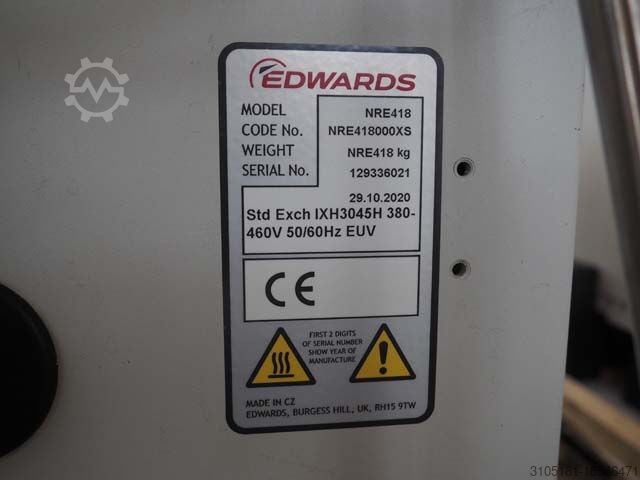 EDWARDS
MODEL NRE418
CODE No. NRE418000XS
WEIGHT NRE418 kg
SERIAL No. 129336021
29.10.2020
Std Exch IXH3045H 380-
460V 50/60Hz EUV
CE
FIRST 2 DIGITS
OF SERIAL NUMBER
SHOW YEAR OF
MANUFACTURE
MADE IN CZ
EDWARDS, BURGESS HILL, UK, RH15 9TW